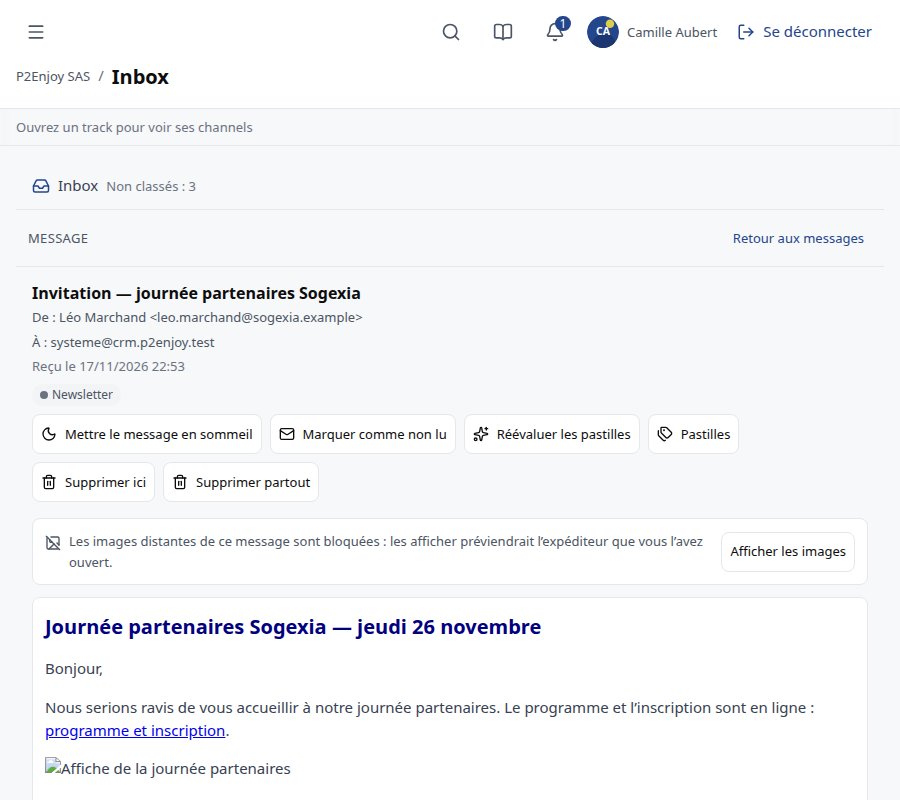 1
CA
Camille Aubert
Se déconnecter
P2Enjoy SAS / Inbox
Ouvrez un track pour voir ses channels
Inbox Non classés : 3
MESSAGE
Retour aux messages
Invitation — journée partenaires Sogexia
De : Léo Marchand <leo.marchand@sogexia.example>
À : systeme@crm.p2enjoy.test
Reçu le 17/11/2026 22:53
Newsletter
Mettre le message en sommeil
Marquer comme non lu
Réévaluer les pastilles
Pastilles
Supprimer ici
Supprimer partout
Les images distantes de ce message sont bloquées : les afficher préviendrait l’expéditeur que vous l’avez
ouvert.
Afficher les images
Journée partenaires Sogexia — jeudi 26 novembre
Bonjour,
Nous serions ravis de vous accueillir à notre journée partenaires. Le programme et l’inscription sont en ligne :
programme et inscription.
Affiche de la journée partenaires